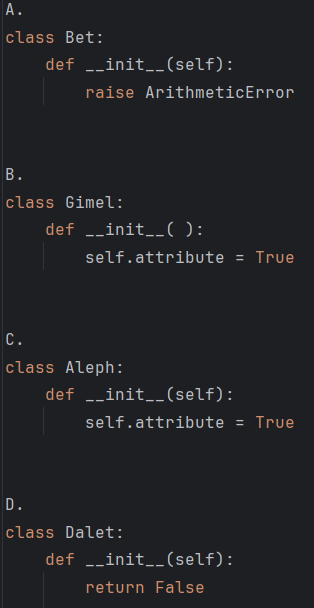 A.
class Bet:
    def __init__(self):
        raise ArithmeticError
B.
class Gimel:
    def __init__( ):
        self.attribute = True
C.
class Aleph:
    def __init__(self):
        self.attribute = True
D.
class Dalet:
    def __init__(self):
        return False